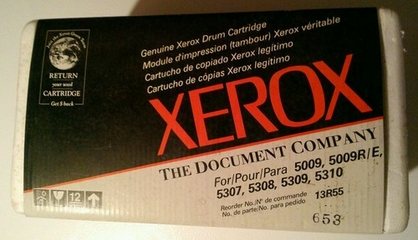 RETURN
your used
CARTRIDGE
Get $ back
Genuine Xerox Drum Cartridge
Module d'impression (tambour) Xerox véritable
Cartucho de copiado Xerox legítimo
Cartucho de cópias Xerox legítimo
XEROX
THE DOCUMENT COMPANY
For/Pour/Para 5009, 5009R/E,
5307, 5308, 5309, 5310
Reorder No./Nº de commande
No. de parte/No. para pedido
13R55
653
12